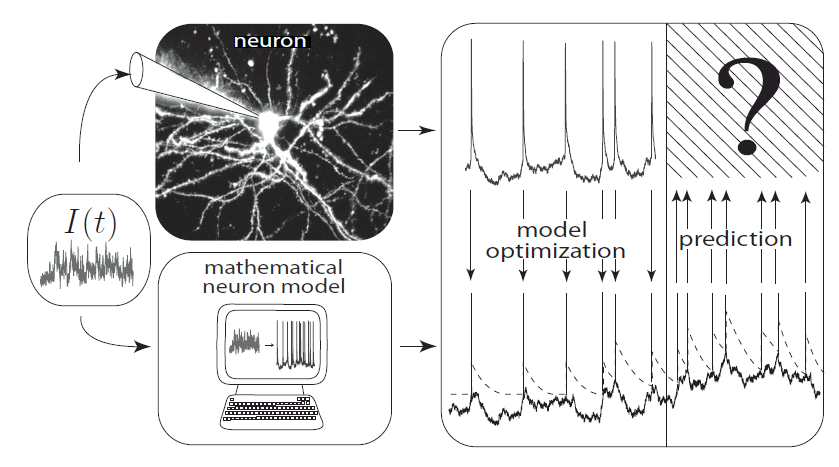 neuron
I(t)
mathematical
neuron model
model
optimization
prediction
?